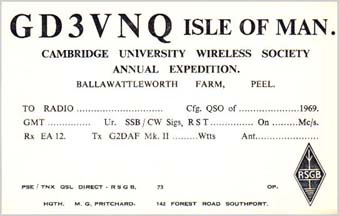 GD3VNQ ISLE OF MAN.
CAMBRIDGE UNIVERSITY WIRELESS SOCIETY
ANNUAL EXPEDITION.
BALLAWATTLEWORTH FARM, PEEL.
TO RADIO .......................... Cfg. QSO of ..................1969.
GMT .............. Ur. SSB/CW Sigs, RST............. On .........Mc/s.
Rx EA 12. Tx G2DAF Mk. II ........Wtts Ant...................
RSGB
PSE/TNX QSL DIRECT - RSGB, 73 OP.
HGTH. M. G. PRITCHARD. 142 FOREST ROAD SOUTHPORT.